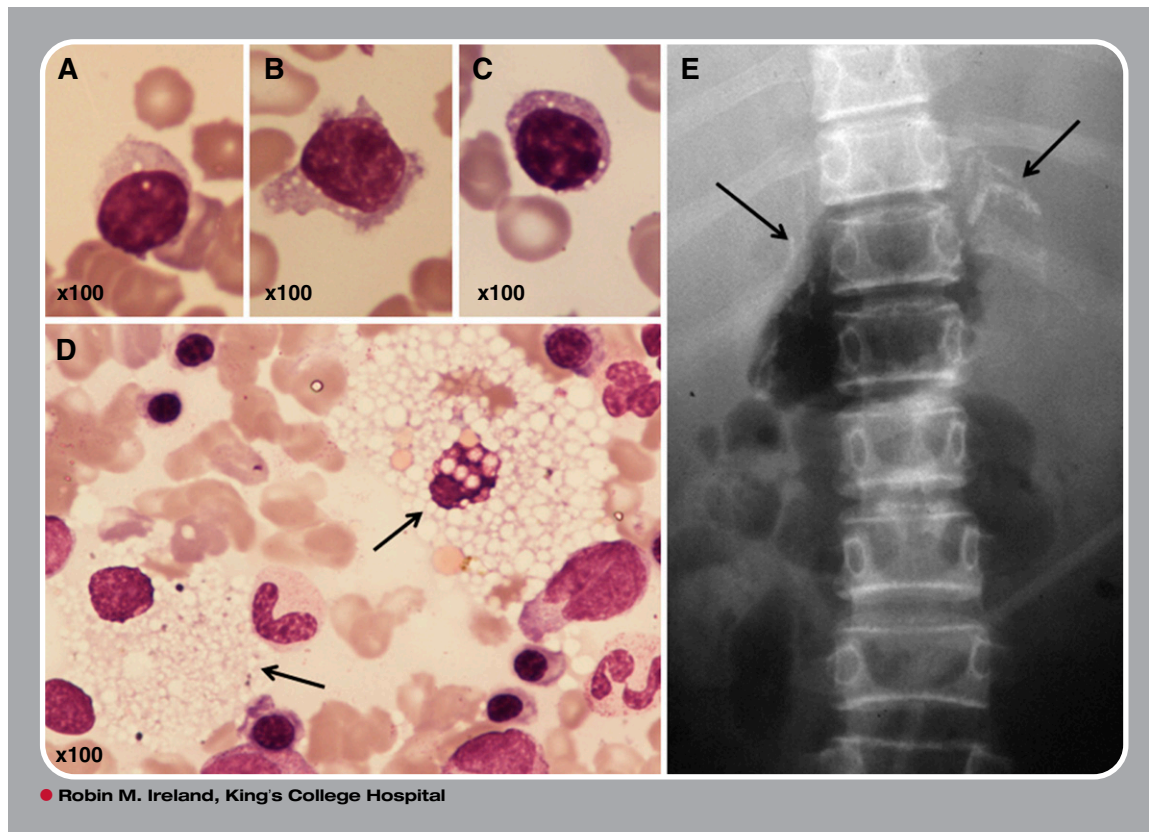 A
B
C
E
x100
x100
x100
D
x100
Robin M. Ireland, King's College Hospital